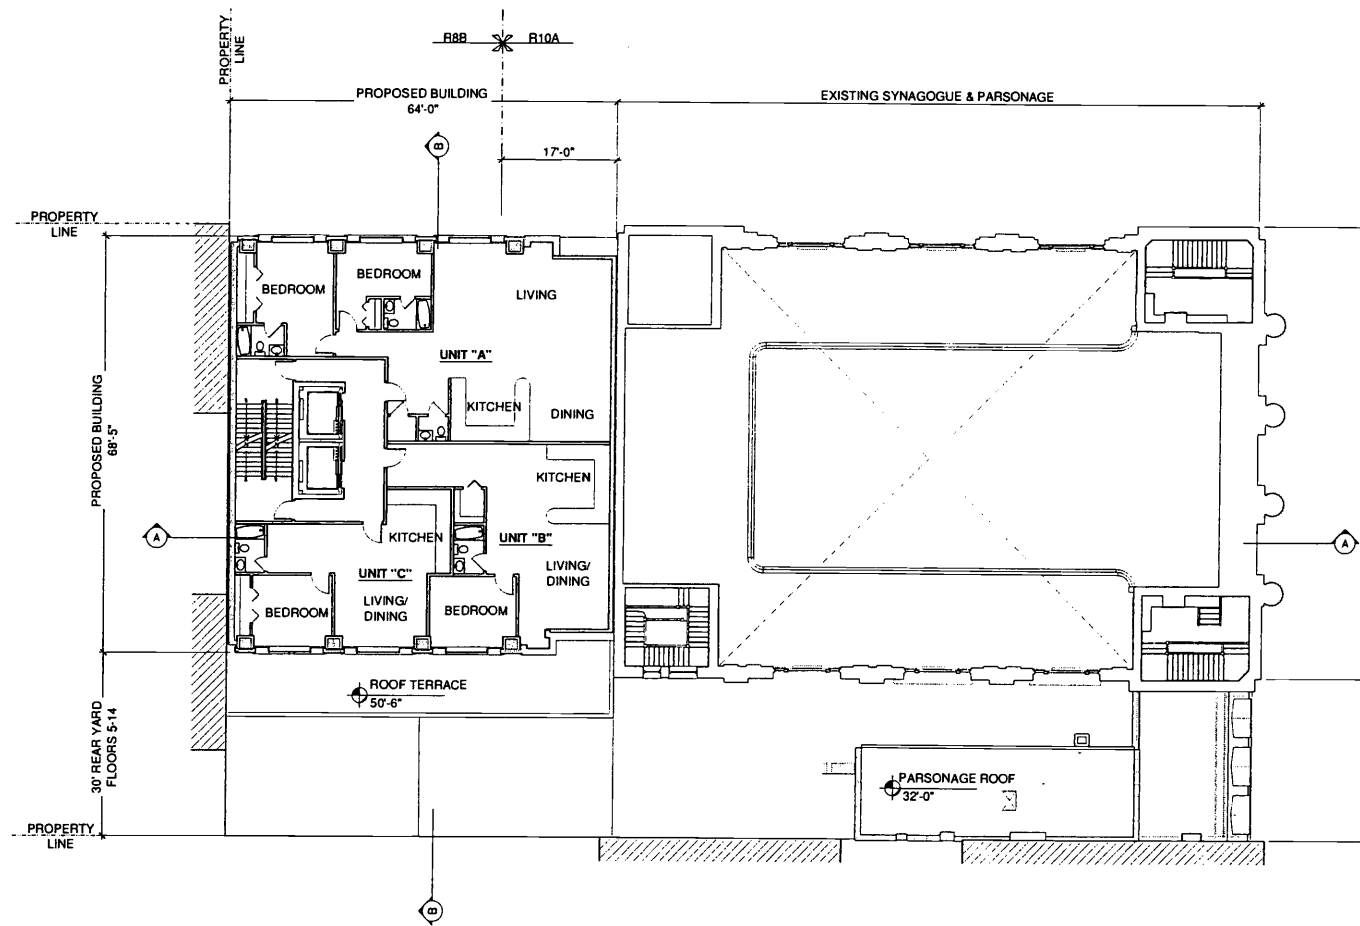 PROPERTY
LINE
R8B
R10A
PROPOSED BUILDING
64'-0"
EXISTING SYNAGOGUE & PARSONAGE
B
17'-0"
PROPERTY
LINE
BEDROOM
BEDROOM
LIVING
UNIT "A"
KITCHEN
DINING
PROPOSED BUILDING
68'-5"
KITCHEN
A
KITCHEN
UNIT "B"
A
UNIT "C"
LIVING/
DINING
LIVING/
DINING
BEDROOM
BEDROOM
ROOF TERRACE
50'-6"
30' REAR YARD
FLOORS 5-14
PARSONAGE ROOF
32'-0"
PROPERTY
LINE
B